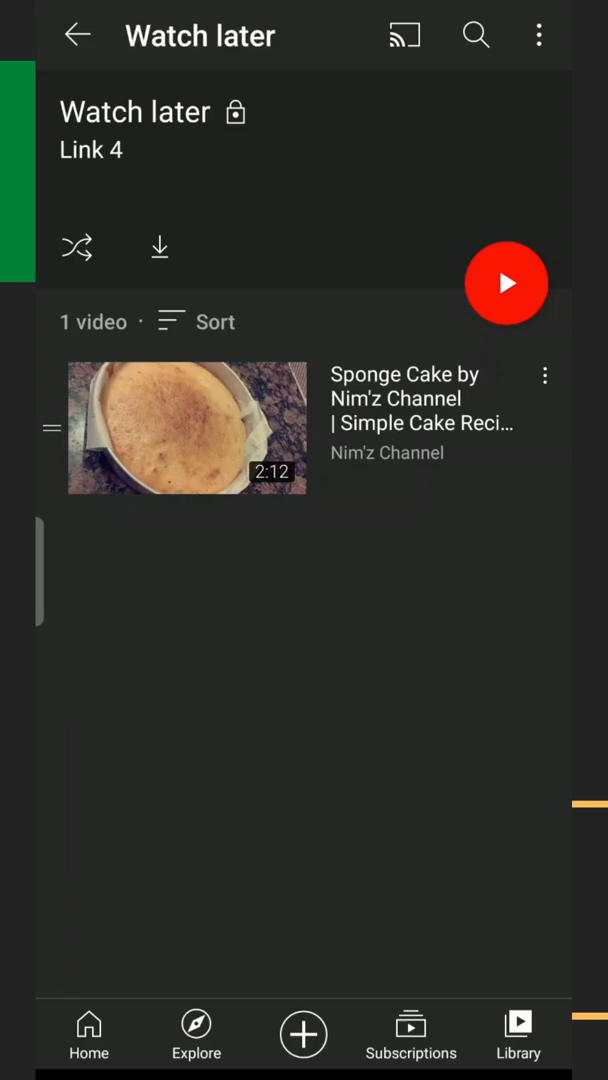 Watch later
Watch later
Link 4
1 video · Sort
Sponge Cake by
Nim'z Channel
| Simple Cake Reci...
Nim'z Channel
2:12
Home Explore Subscriptions Library